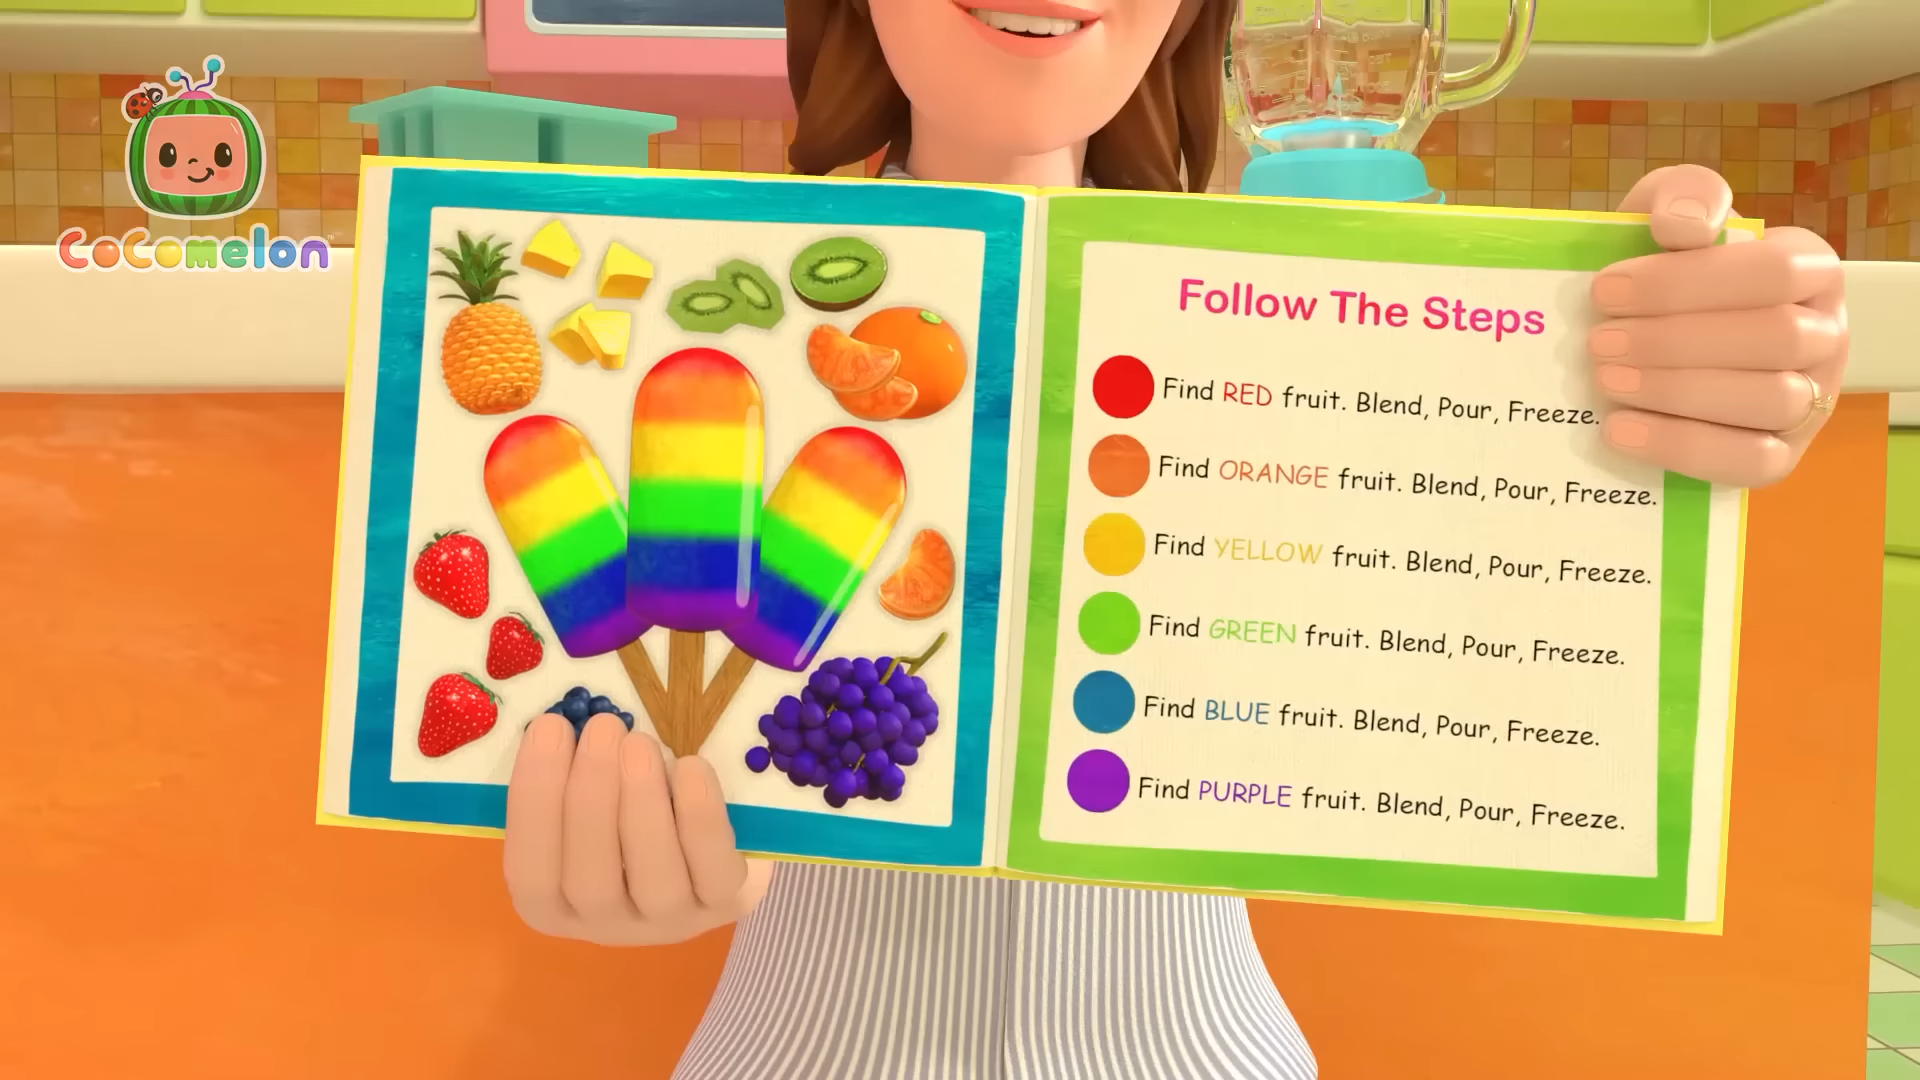 CoComelon
Follow The Steps
Find RED fruit. Blend, Pour, Freeze.
Find ORANGE fruit. Blend, Pour, Freeze.
Find YELLOW fruit. Blend, Pour, Freeze.
Find GREEN fruit. Blend, Pour, Freeze.
Find BLUE fruit. Blend, Pour, Freeze.
Find PURPLE fruit. Blend, Pour, Freeze.